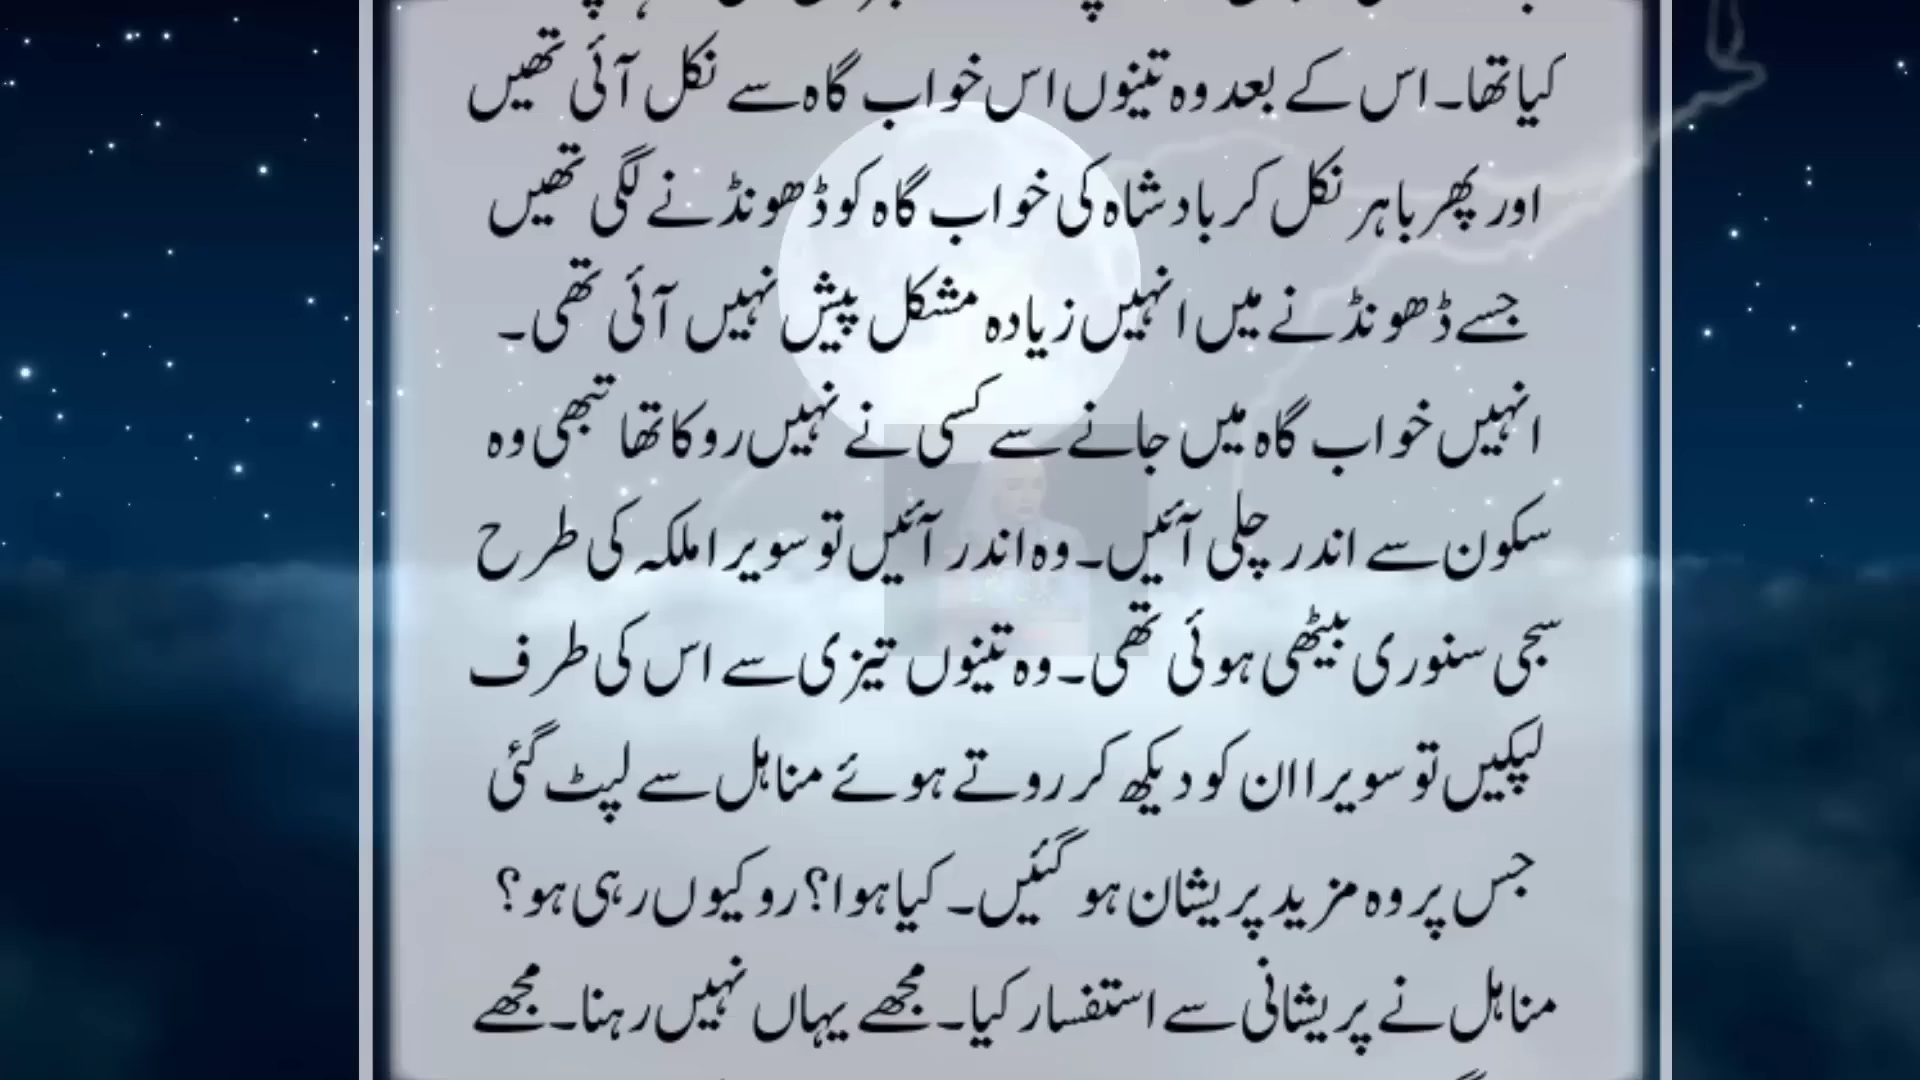 کیا تھا۔ اس کے بعد وہ تینوں اس خواب گاہ سے نکل آئی تھیں
اور پھر باہر نکل کر بادشاہ کی خواب گاہ کو ڈھونڈنے لگی تھیں
جسے ڈھونڈنے میں انہیں زیادہ مشکل پیش نہیں آئی تھی۔
انہیں خواب گاہ میں جانے سے کسی نے نہیں روکا تھا تبھی وہ
سکون سے اندر چلی آئیں۔ وہ اندر آئیں تو سویرا ملکہ کی طرح
سجی سنوری بیٹھی ہوئی تھی۔ وہ تینوں تیزی سے اس کی طرف
لپکیں تو سویرا ان کو دیکھ کر روتے ہوئے مناہل سے لپٹ گئی
جس پر وہ مزید پریشان ہو گئیں۔ کیا ہوا؟ رو کیوں رہی ہو؟
مناہل نے پریشانی سے استفسار کیا۔ مجھے یہاں نہیں رہنا۔ مجھے